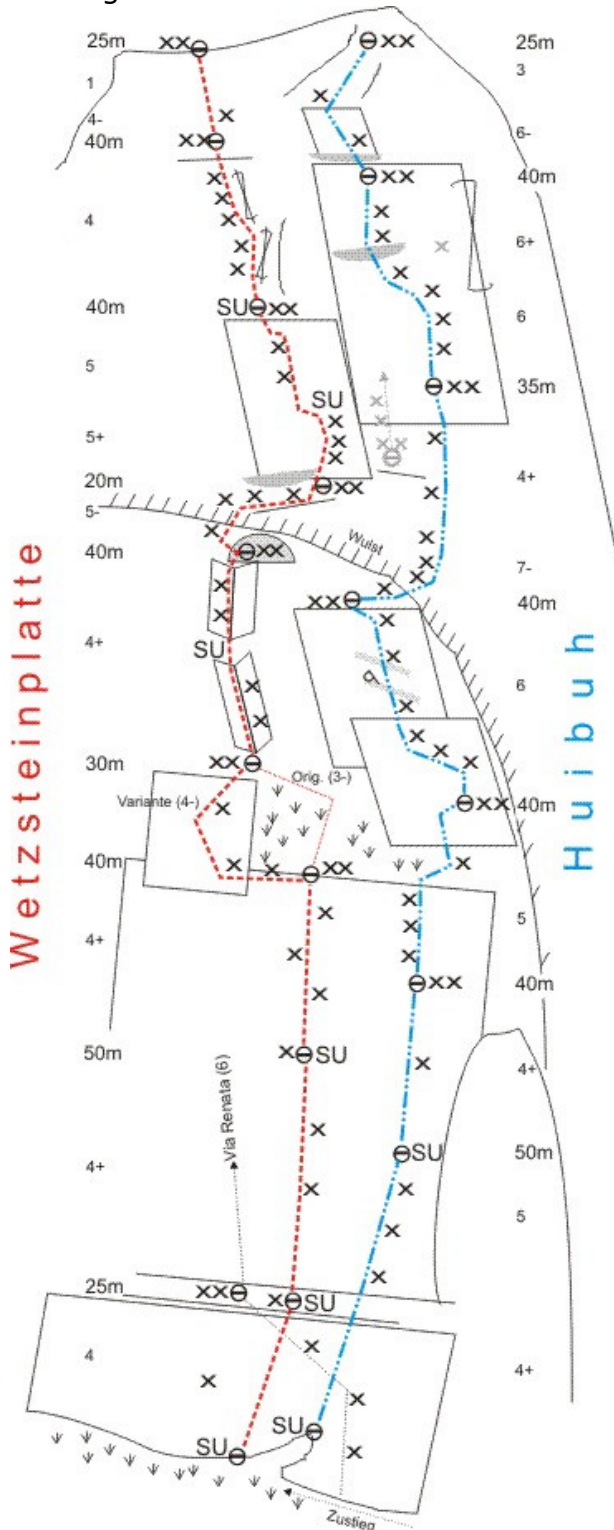 25m
1
4-
40m
4
40m
5
5+
20m
5-
40m
4+
30m
40m
4+
50m
4+
25m
4
Wetzsteinplatte
SU
SU
Wulst
SU
Orig. (3-)
Variante (4-)
SU
Via Renata (6)
SU
SU
SU
SU
Zustieg
Huibuh
25m
3
6-
40m
6+
6
35m
4+
7-
40m
6
40m
5
40m
4+
50m
5
4+